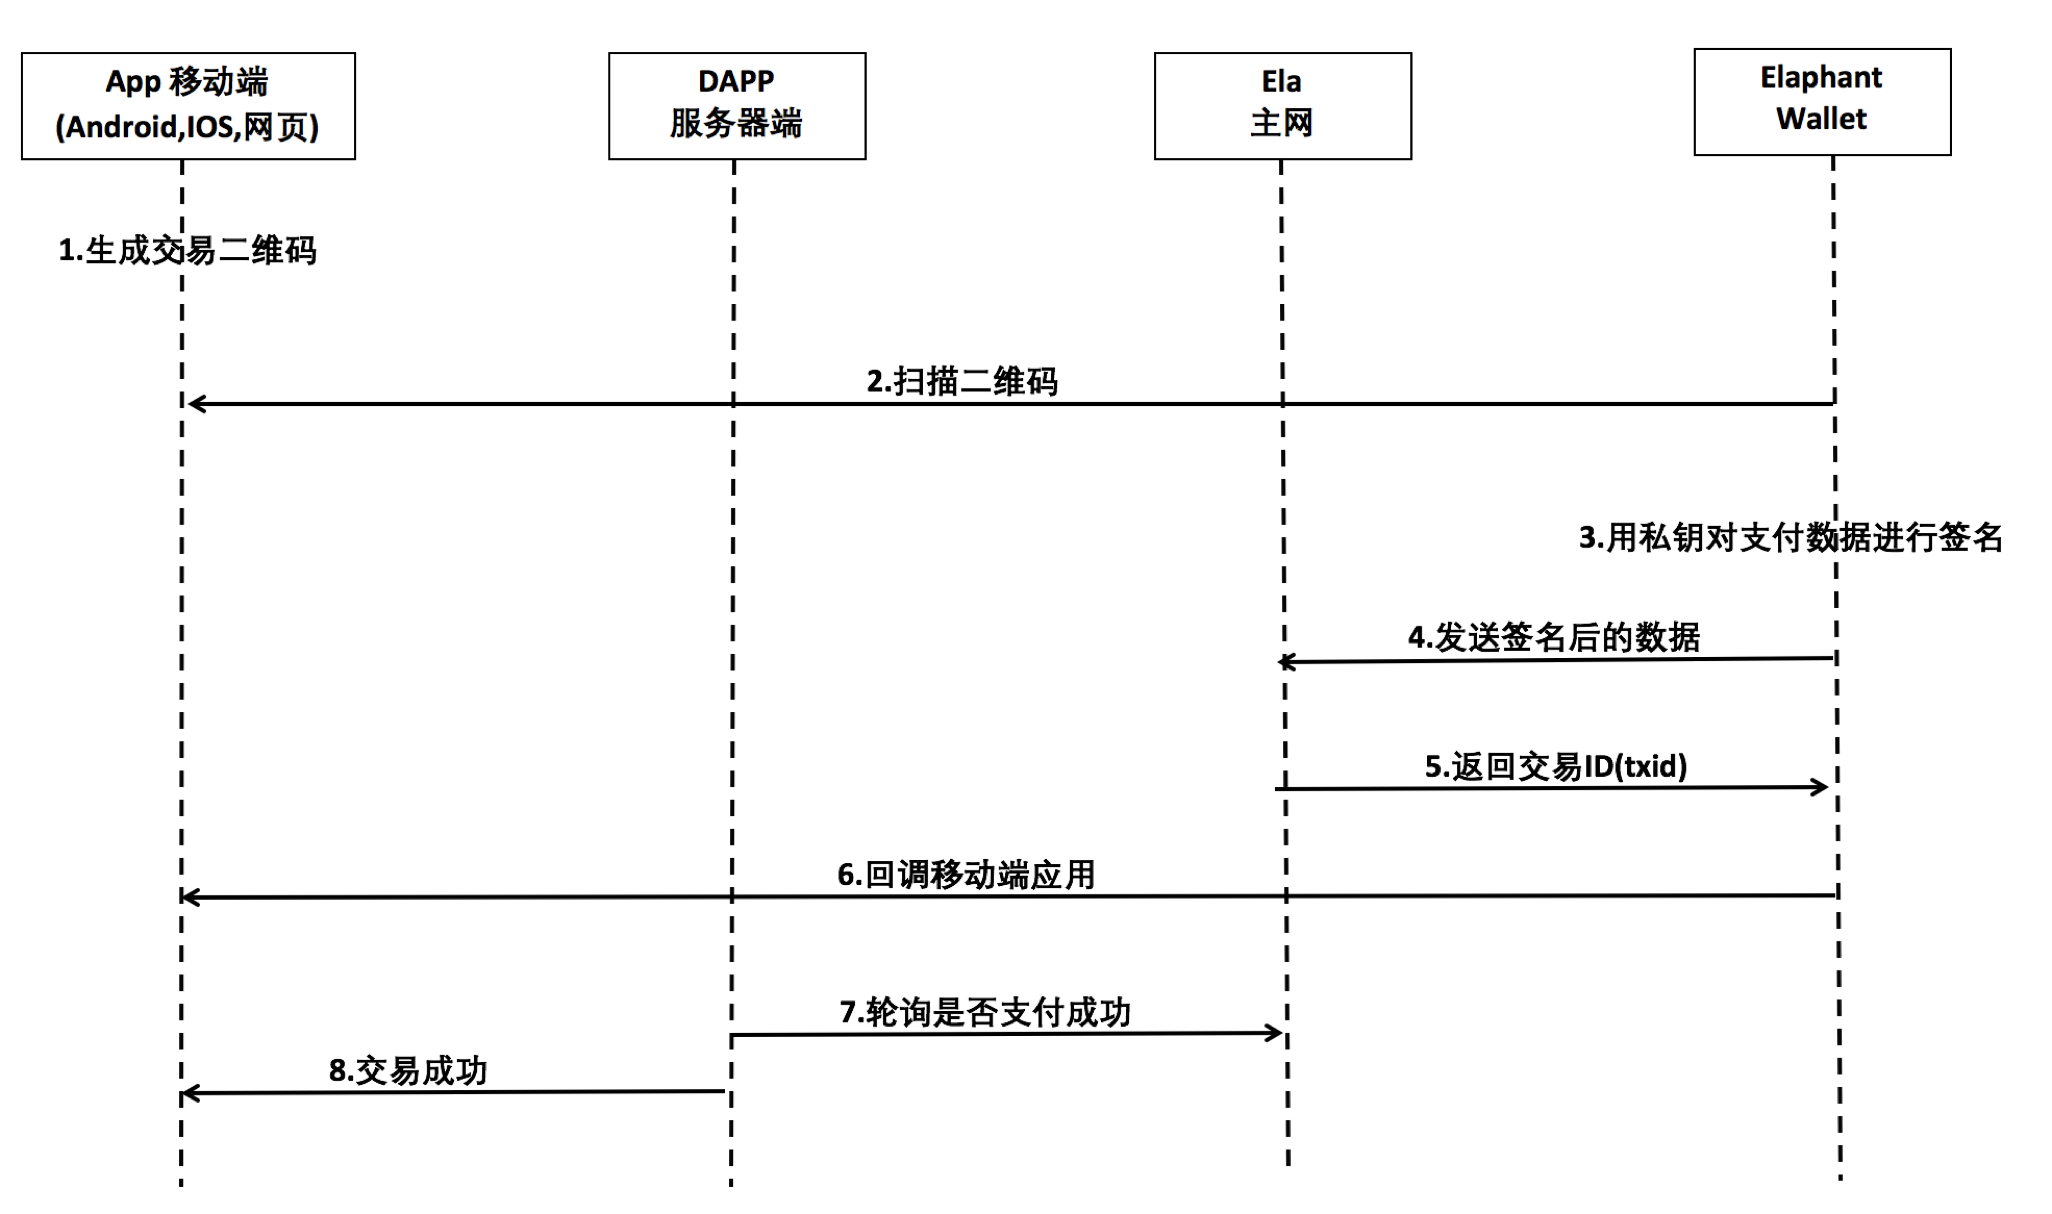 App 移动端
(Android,IOS,网页)
DAPP
服务器端
Ela
主网
Elaphant
Wallet
1.生成交易二维码
2.扫描二维码
3.用私钥对支付数据进行签名
4.发送签名后的数据
5.返回交易ID(txid)
6.回调移动端应用
7.轮询是否支付成功
8.交易成功